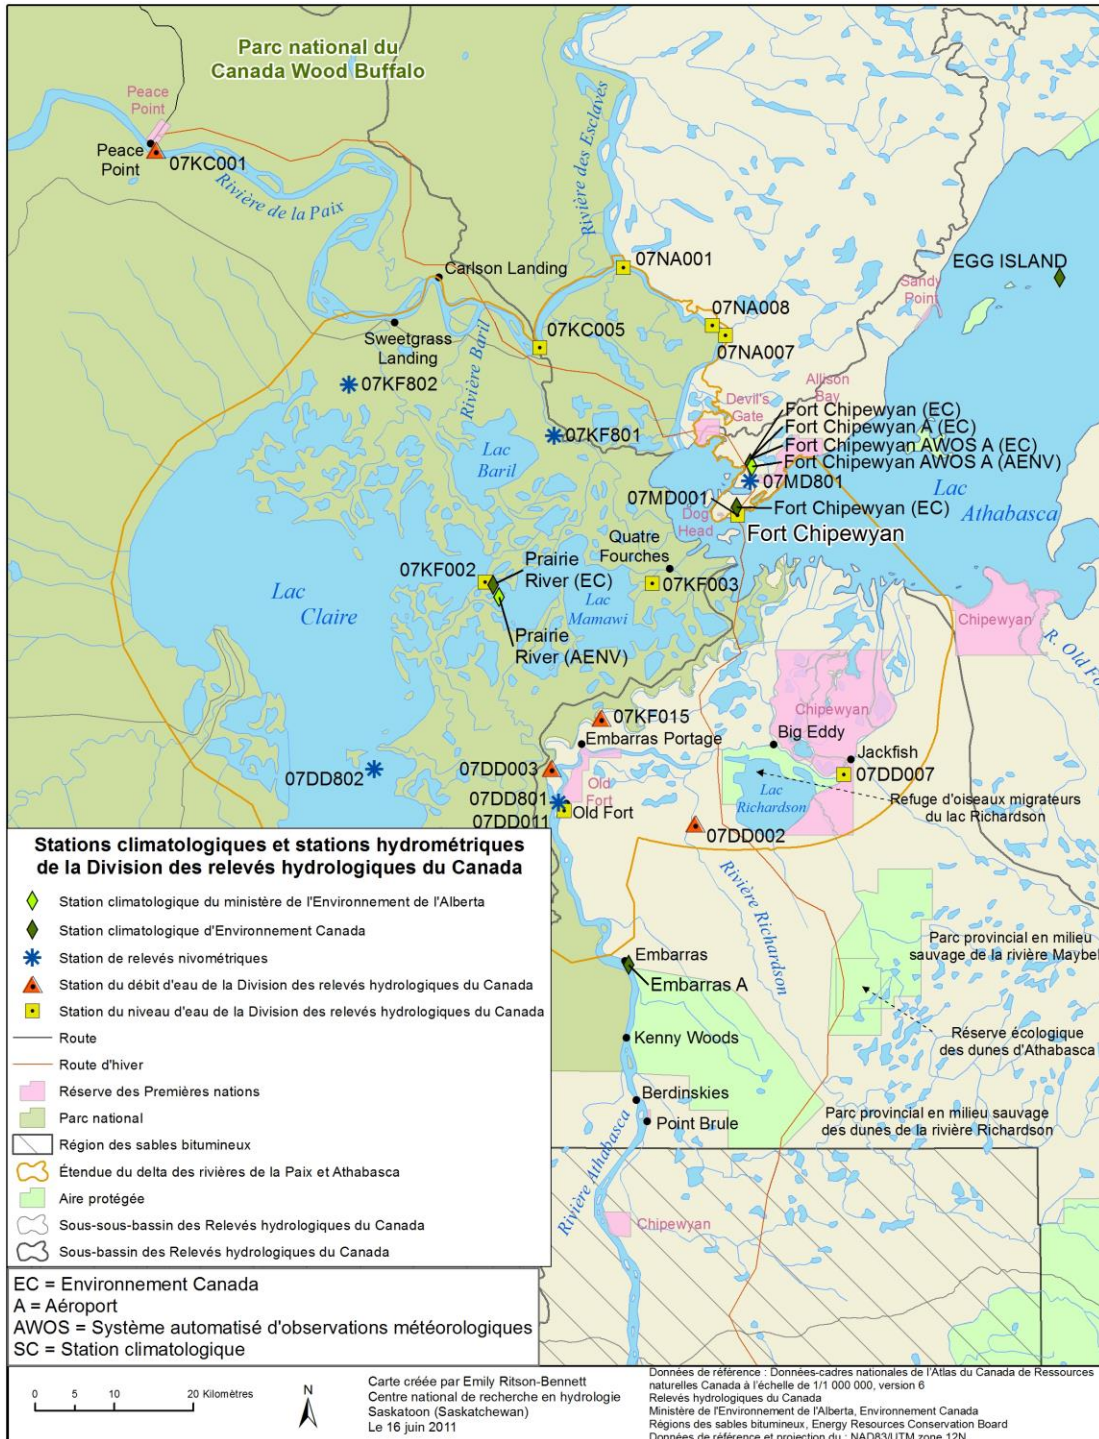 Parc national du
Canada Wood Buffalo
Peace
Point
Peace
Point
07KC001
Rivière de la Paix
Rivière des Esclaves
07NA001
Carlson Landing
EGG ISLAND
Sandy
Point
07NA008
07KC005
07NA007
Sweetgrass
Landing
Rivière Baril
07KF802
Devil's
Gate
Allison
Bay
Fort Chipewyan (EC)
Fort Chipewyan A (EC)
Fort Chipewyan AWOS A (EC)
Fort Chipewyan AWOS A (AENV)
07KF801
Lac
Baril
07MD801
07MD001
Fort Chipewyan (EC)
Dog
Head
Fort Chipewyan
Lac
Athabasca
Quatre
Fourches
07KF002
Prairie
River (EC)
07KF003
Lac
Claire
Lac
Mamawi
Prairie
River (AENV)
Chipewyan
R. Old Fo
Chipewyan
07KF015
Embarras Portage
Big Eddy
Jackfish
07DD802
07DD003
07DD007
Old
Fort
Lac
Richardson
Refuge d'oiseaux migrateurs
du lac Richardson
07DD801
07DD011
Old Fort
07DD002
Rivière Richardson
Embarras
Embarras A
Parc provincial en milieu
sauvage de la rivière Maybel
Kenny Woods
Réserve écologique
des dunes d'Athabasca
Berdinskies
Point Brule
Parc provincial en milieu sauvage
des dunes de la rivière Richardson
Rivière Athabasca
Chipewyan
Stations climatologiques et stations hydrométriques
de la Division des relevés hydrologiques du Canada
Station climatologique du ministère de l'Environnement de l'Alberta
Station climatologique d'Environnement Canada
Station de relevés nivométriques
Station du débit d'eau de la Division des relevés hydrologiques du Canada
Station du niveau d'eau de la Division des relevés hydrologiques du Canada
Route
Route d'hiver
Réserve des Premières nations
Parc national
Région des sables bitumineux
Étendue du delta des rivières de la Paix et Athabasca
Aire protégée
Sous-sous-bassin des Relevés hydrologiques du Canada
Sous-bassin des Relevés hydrologiques du Canada
EC = Environnement Canada
A = Aéroport
AWOS = Système automatisé d'observations météorologiques
SC = Station climatologique
0 5 10 20 Kilomètres
N
Carte créée par Emily Ritson-Bennett
Centre national de recherche en hydrologie
Saskatoon (Saskatchewan)
Le 16 juin 2011
Données de référence : Données-cadres nationales de l'Atlas du Canada de Ressources
naturelles Canada à l'échelle de 1/1 000 000, version 6
Relevés hydrologiques du Canada
Ministère de l'Environnement de l'Alberta, Environnement Canada
Régions des sables bitumineux, Energy Resources Conservation Board
Données de référence et projection du : NAD83/UTM zone 12N